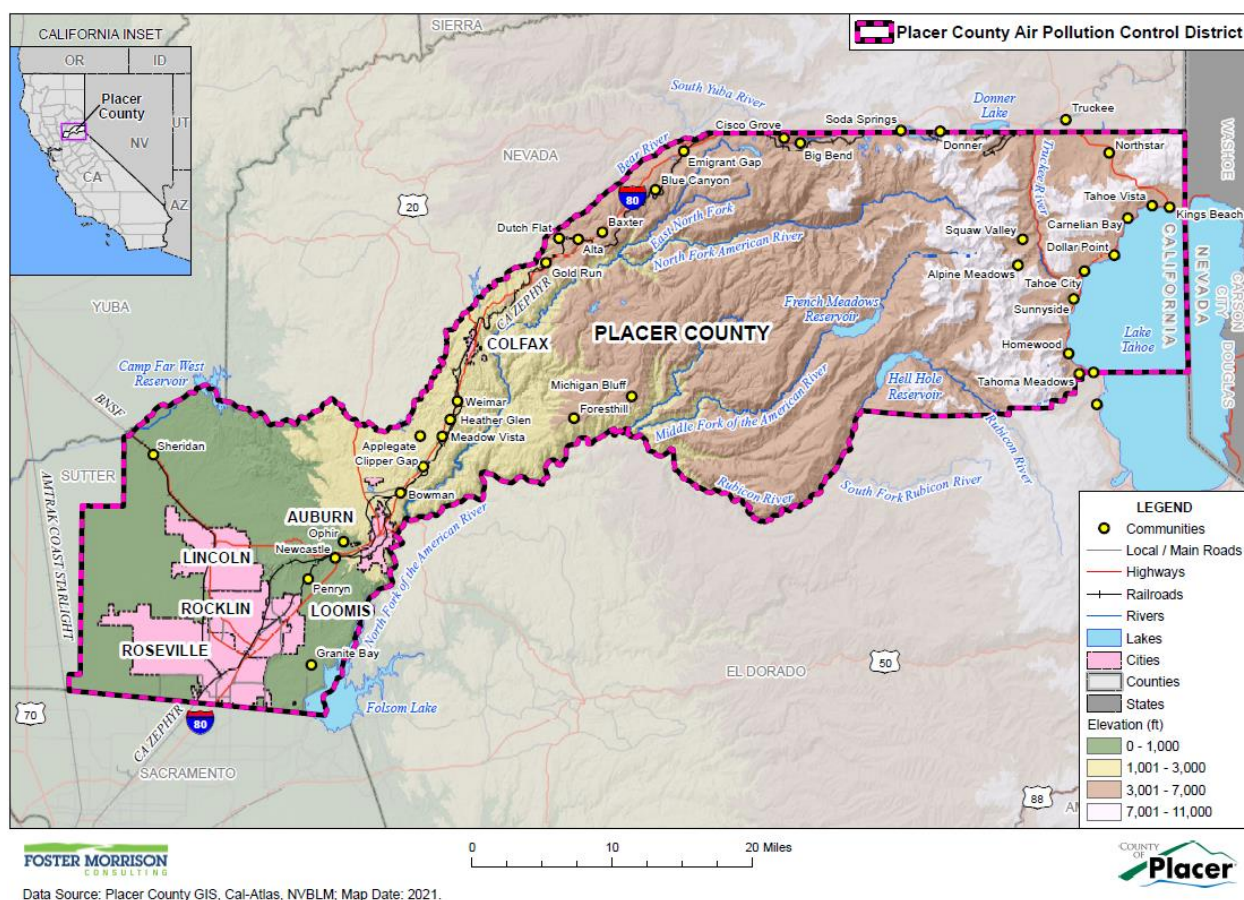 CALIFORNIA INSET
OR
ID
Placer
County
NV
UT
CA
AZ
Placer County Air Pollution Control District
SIERRA
South Yuba River
Donner
Lake
Truckee
WASHOE
Cisco Grove
Soda Springs
NEVADA
Bear River
Emigrant Gap
Big Bend
Donner
Truckee River
Northstar
80
Blue Canyon
20
Tahoe Vista
Kings Beach
Dutch Flat
Baxter
East North Fork
Carnelian Bay
Alta
North Fork American River
Squaw Valley
Dollar Point
CALIFORNIA
NEVADA
Gold Run
Alpine Meadows
Tahoe City
CARSON
CITY
YUBA
CA ZEPHYR
French Meadows
Reservoir
Sunnyside
PLACER COUNTY
COLFAX
Lake
Tahoe
DOUGLAS
Homewood
Camp Far West
Reservoir
Hell Hole
Reservoir
Tahoma Meadows
Michigan Bluff
BNSF
Weimar
Foresthill
Heather Glen
Middle Fork of the American River
Applegate
Meadow Vista
Rubicon River
Sheridan
Clipper Gap
SUTTER
Rubicon River
South Fork Rubicon River
Bowman
AMTRAK COAST STARLIGHT
AUBURN
Ophir
North Fork of the American River
LINCOLN
Newcastle
Penryn
ROCKLIN
LOOMIS
ROSEVILLE
Granite Bay
EL DORADO
50
70
80
Folsom Lake
CA ZEPHYR
SACRAMENTO
88
LEGEND
Communities
Local / Main Roads
Highways
Railroads
Rivers
Lakes
Cities
Counties
States
Elevation (ft)
0 - 1,000
1,001 - 3,000
3,001 - 7,000
7,001 - 11,000
FOSTER MORRISON
CONSULTING
0 10 20 Miles
COUNTY
OF
Placer
Data Source: Placer County GIS, Cal-Atlas, NVBLM; Map Date: 2021.